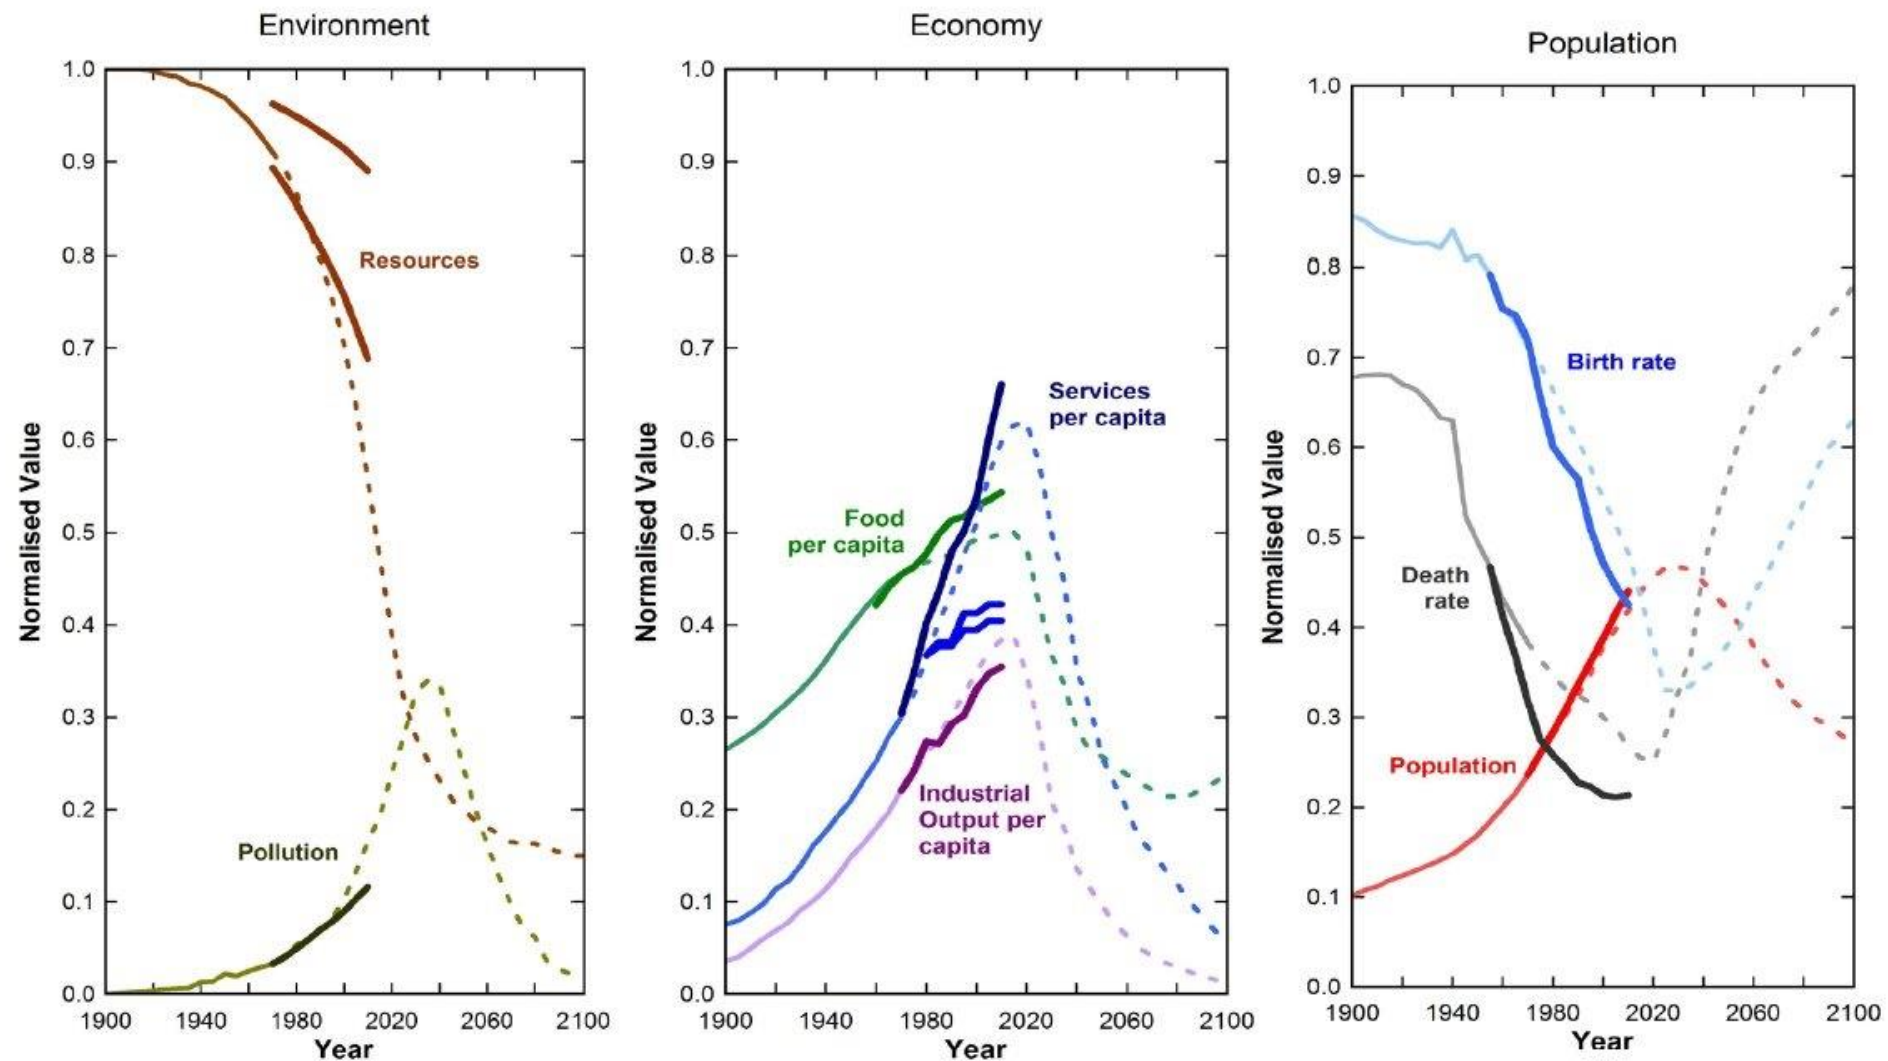 Environment
1.0
0.9
0.8
0.7
0.6
0.5
0.4
0.3
0.2
0.1
0.0
Normalised Value
Resources
Pollution
1900 1940 1980 2020 2060 2100
Year
Economy
1.0
0.9
0.8
0.7
0.6
0.5
0.4
0.3
0.2
0.1
0.0
Normalised Value
Services
per capita
Food
per capita
Industrial
Output per
capita
1900 1940 1980 2020 2060 2100
Year
Population
1.0
0.9
0.8
0.7
0.6
0.5
0.4
0.3
0.2
0.1
0.0
Normalised Value
Birth rate
Death
rate
Population
1900 1940 1980 2020 2060 2100
Year